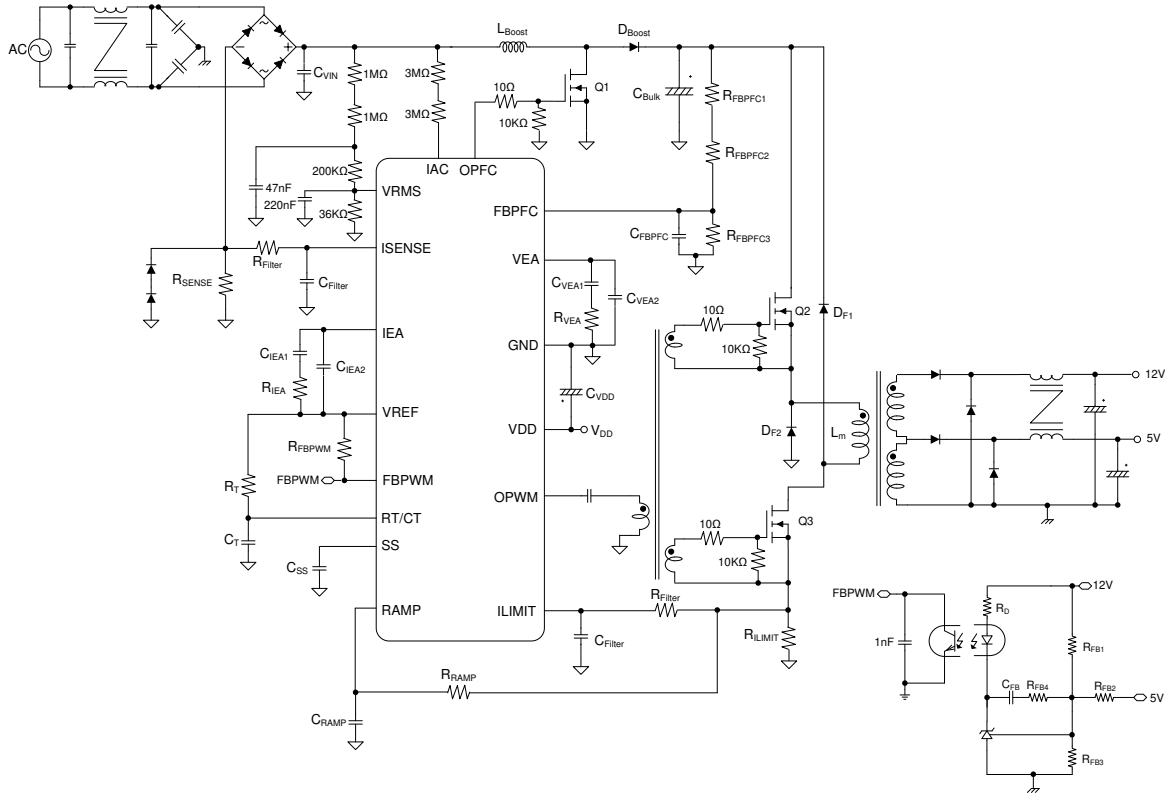 AC
L_Boost
D_Boost
C_VIN
1MΩ
3MΩ
1MΩ
3MΩ
10Ω
10KΩ
Q1
C_Bulk
R_FBPFC1
R_FBPFC2
47nF
200KΩ
220nF
36KΩ
IAC
OPFC
VRMS
FBPFC
C_FBPFC
R_FBPFC3
ISENSE
R_Filter
C_Filter
R_SENSE
VEA
C_VEA1
C_VEA2
R_VEA
IEA
C_IEA1
C_IEA2
R_IEA
GND
C_VDD
VREF
R_FBPWM
VDD
V_DD
FBPWM
FBPWM
R_T
OPWM
RT/CT
C_T
SS
C_SS
RAMP
ILIMIT
R_Filter
C_Filter
R_ILIMIT
R_RAMP
C_RAMP
10Ω
10KΩ
Q2
D_F1
D_F2
L_m
10Ω
10KΩ
Q3
12V
5V
FBPWM
1nF
R_D
12V
R_FB1
C_FB
R_FB4
R_FB2
5V
R_FB3